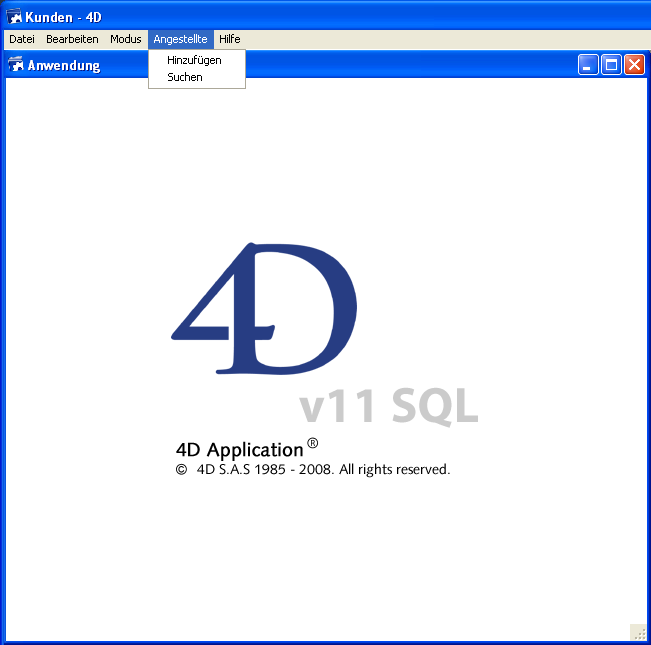 Kunden - 4D
Datei Bearbeiten Modus Angestellte Hilfe
Anwendung
Hinzufügen
Suchen
4D
v11 SQL
4D Application®
© 4D S.A.S 1985 - 2008. All rights reserved.